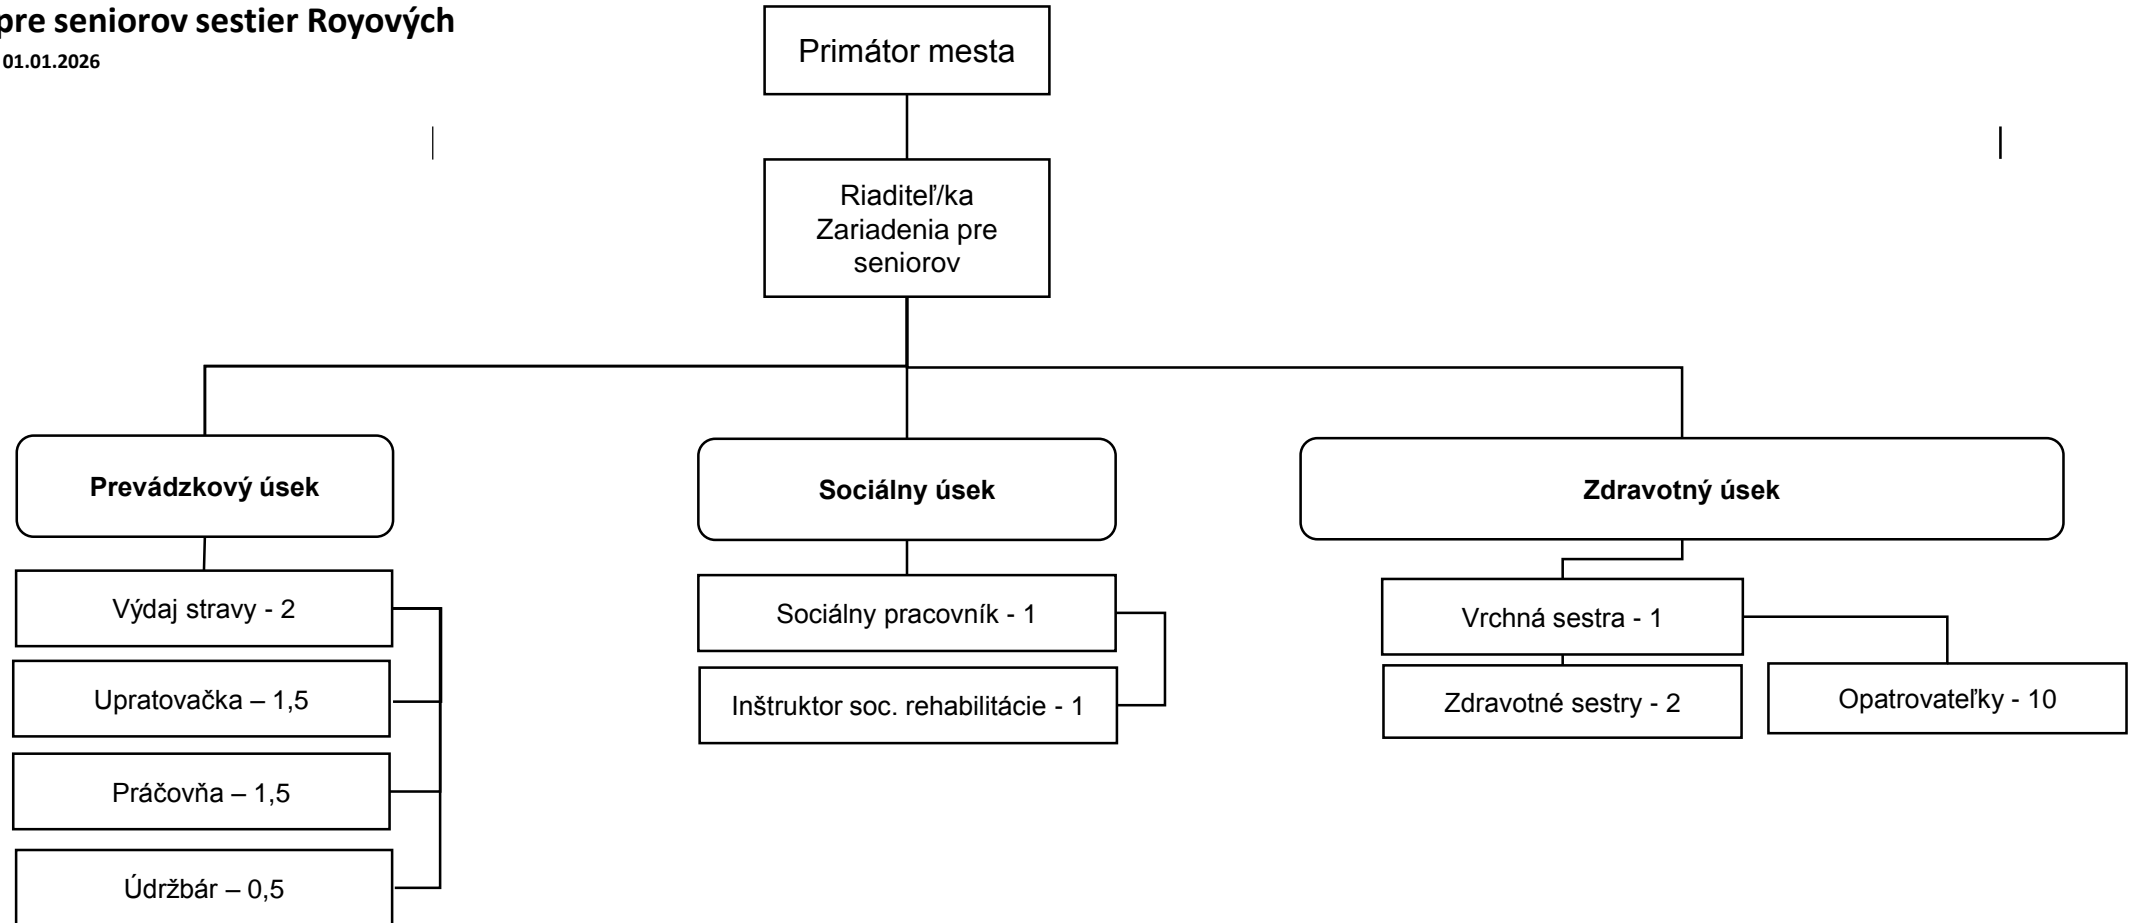 pre seniorov sestier Royových
01.01.2026
Primátor mesta
Riaditeľ/ka
Zariadenia pre
seniorov
Prevádzkový úsek
Sociálny úsek
Zdravotný úsek
Výdaj stravy - 2
Upratovačka – 1,5
Práčovňa – 1,5
Údržbár – 0,5
Sociálny pracovník - 1
Inštruktor soc. rehabilitácie - 1
Vrchná sestra - 1
Zdravotné sestry - 2
Opatrovateľky - 10